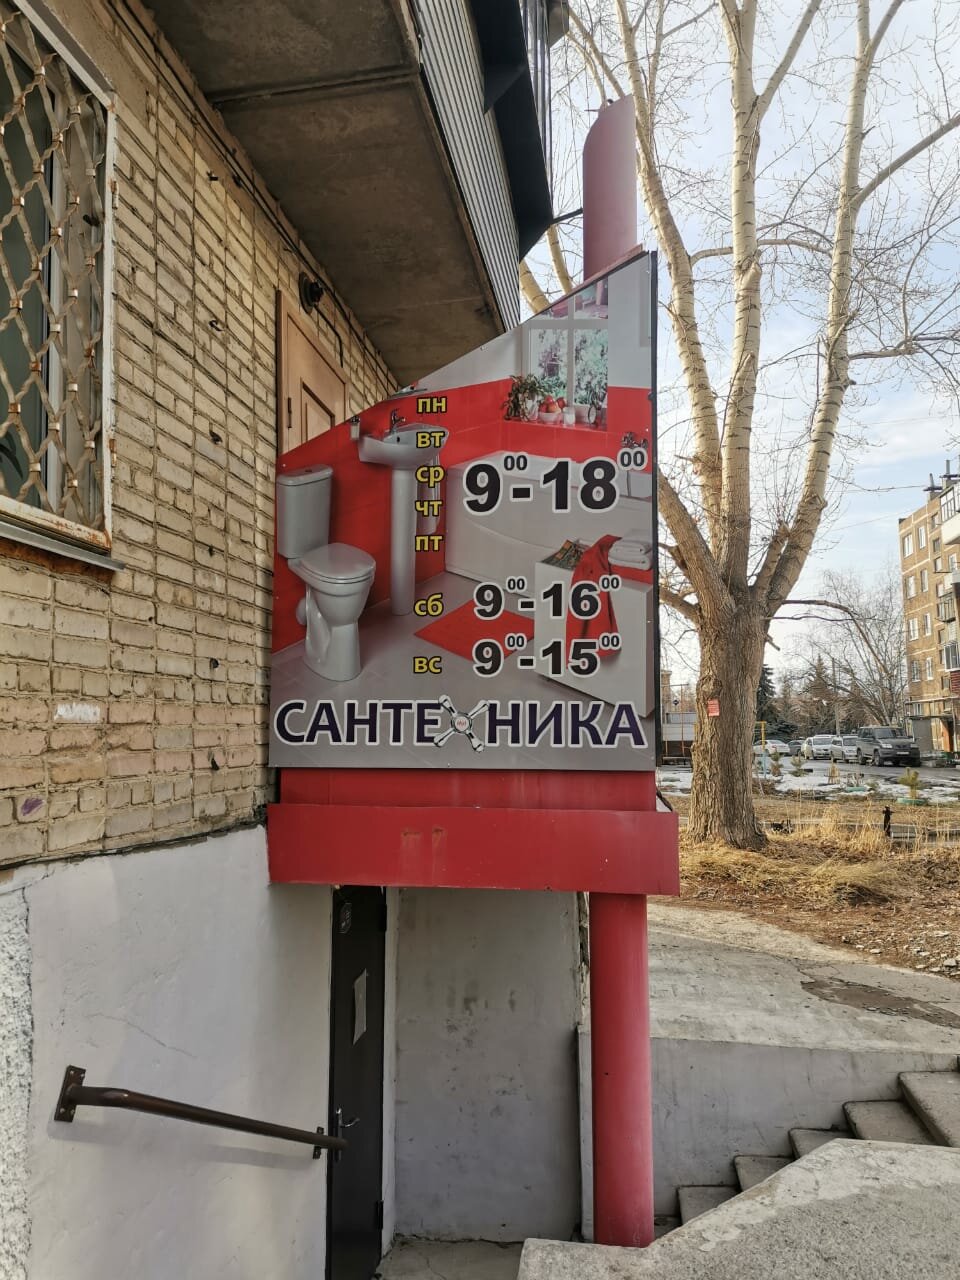 пн
вт
ср 9⁰⁰-18⁰⁰
чт
пт
сб 9⁰⁰-16⁰⁰
вс 9⁰⁰-15⁰⁰
САНТЕХНИКА